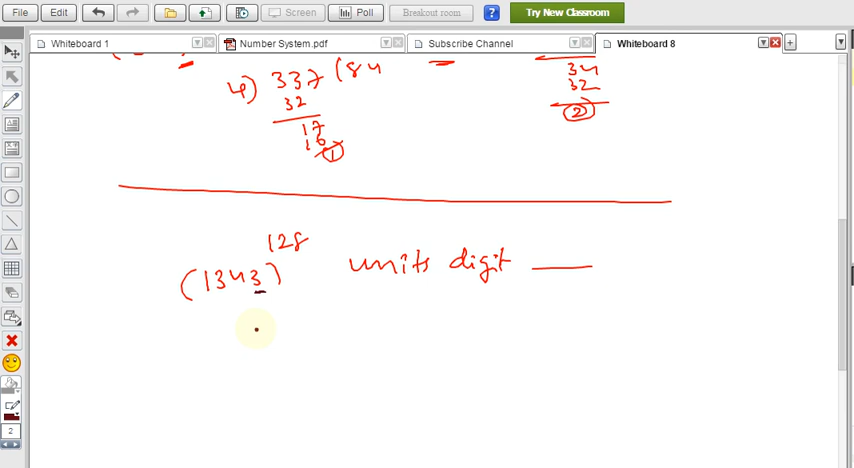 File Edit Screen Poll Breakout room ? Try New Classroom
Whiteboard 1 Number System.pdf Subscribe Channel Whiteboard 8 +
4) 337 (84
32
17
16
1
34
32
2
(1343)^128 units digit ____
2